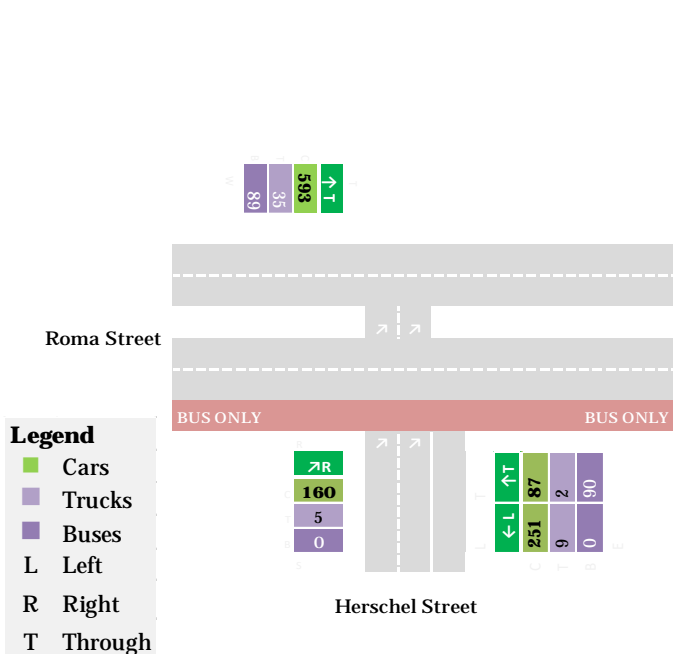 593
35
89
T
Roma Street
BUS ONLY
BUS ONLY
Legend
Cars
Trucks
Buses
L Left
R Right
T Through
R
160
5
0
T
87
2
90
L
251
9
0
Herschel Street